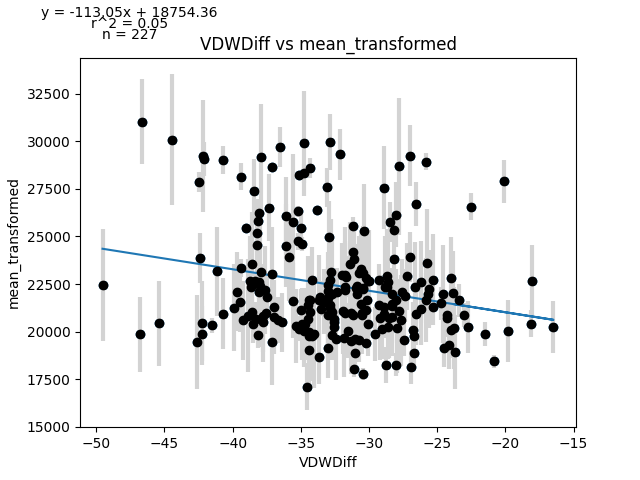 y = -113.05x + 18754.36
r^2 = 0.05
n = 227
VDWDiff vs mean_transformed
mean_transformed
32500
30000
27500
25000
22500
20000
17500
15000
−50
−45
−40
−35
−30
−25
−20
−15
VDWDiff